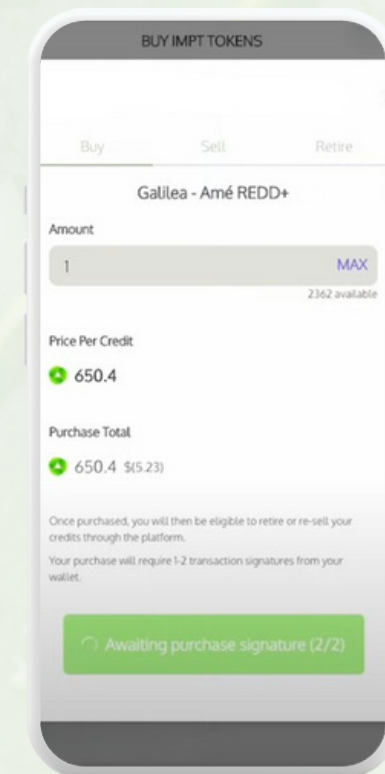 BUY IMPT TOKENS
Buy Sell Retire
Galilea - Amé REDD+
Amount
1 MAX
2362 available
Price Per Credit
650.4
Purchase Total
650.4 $(5.23)
Once purchased, you will then be eligible to retire or re-sell your
credits through the platform.
Your purchase will require 1-2 transaction signatures from your
wallet.
Awaiting purchase signature (2/2)